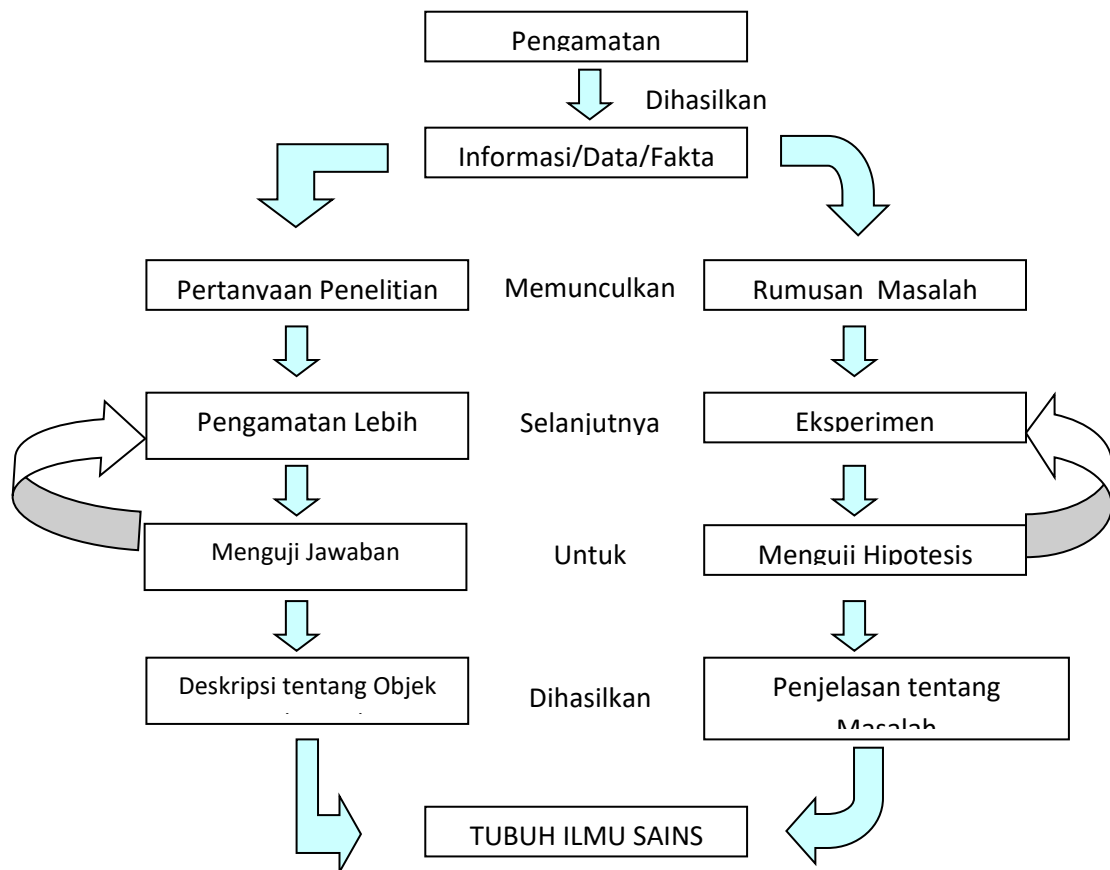 Pengamatan
Dihasilkan
Informasi/Data/Fakta
Pertanyaan Penelitian
Memunculkan
Rumusan Masalah
Pengamatan Lebih
Selanjutnya
Eksperimen
Menguji Jawaban
Untuk
Menguji Hipotesis
Deskripsi tentang Objek
Dihasilkan
Penjelasan tentang
Masalah
TUBUH ILMU SAINS